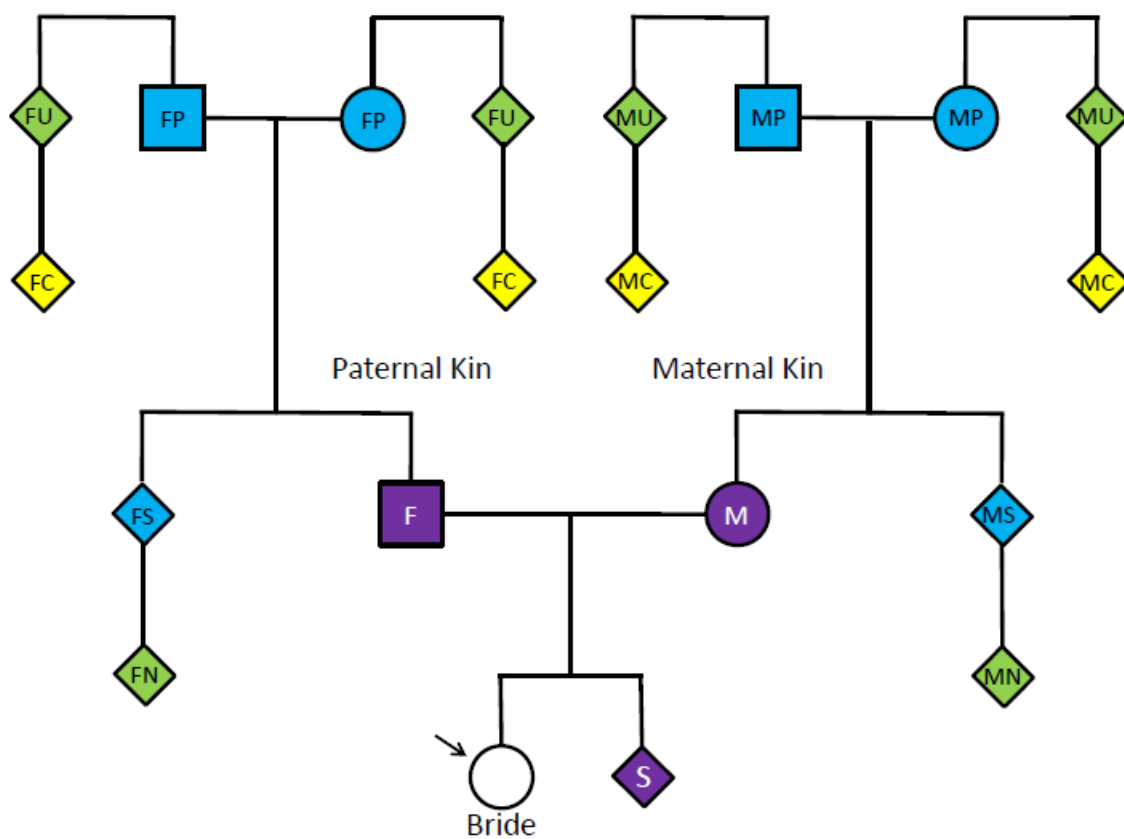 FU FP FP FU MU MP MP MU
FC FC MC MC
Paternal Kin Maternal Kin
FS F M MS
FN MN
S
Bride